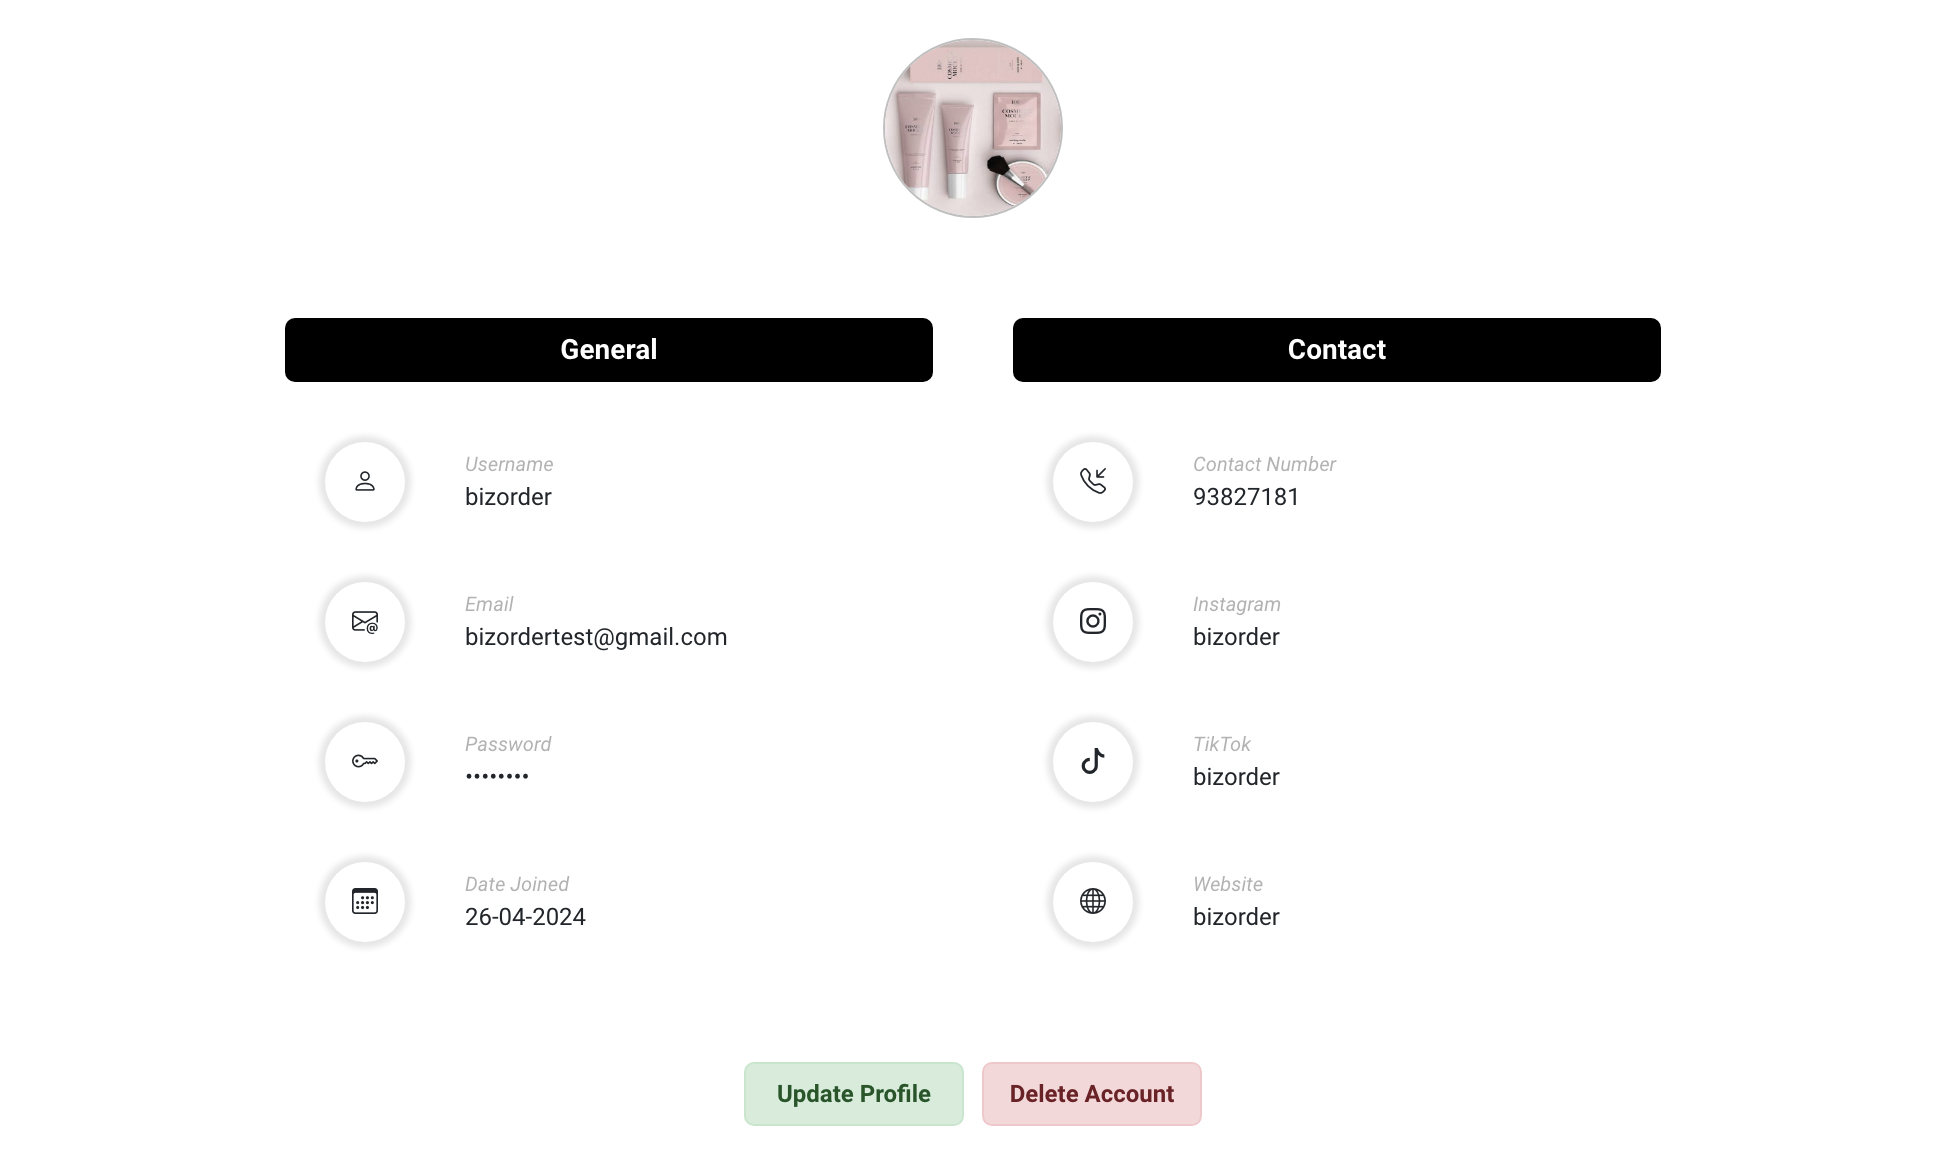 General
Username
bizorder
Email
bizordertest@gmail.com
Password
••••••••
Date Joined
26-04-2024
Contact
Contact Number
93827181
Instagram
bizorder
TikTok
bizorder
Website
bizorder
Update Profile
Delete Account